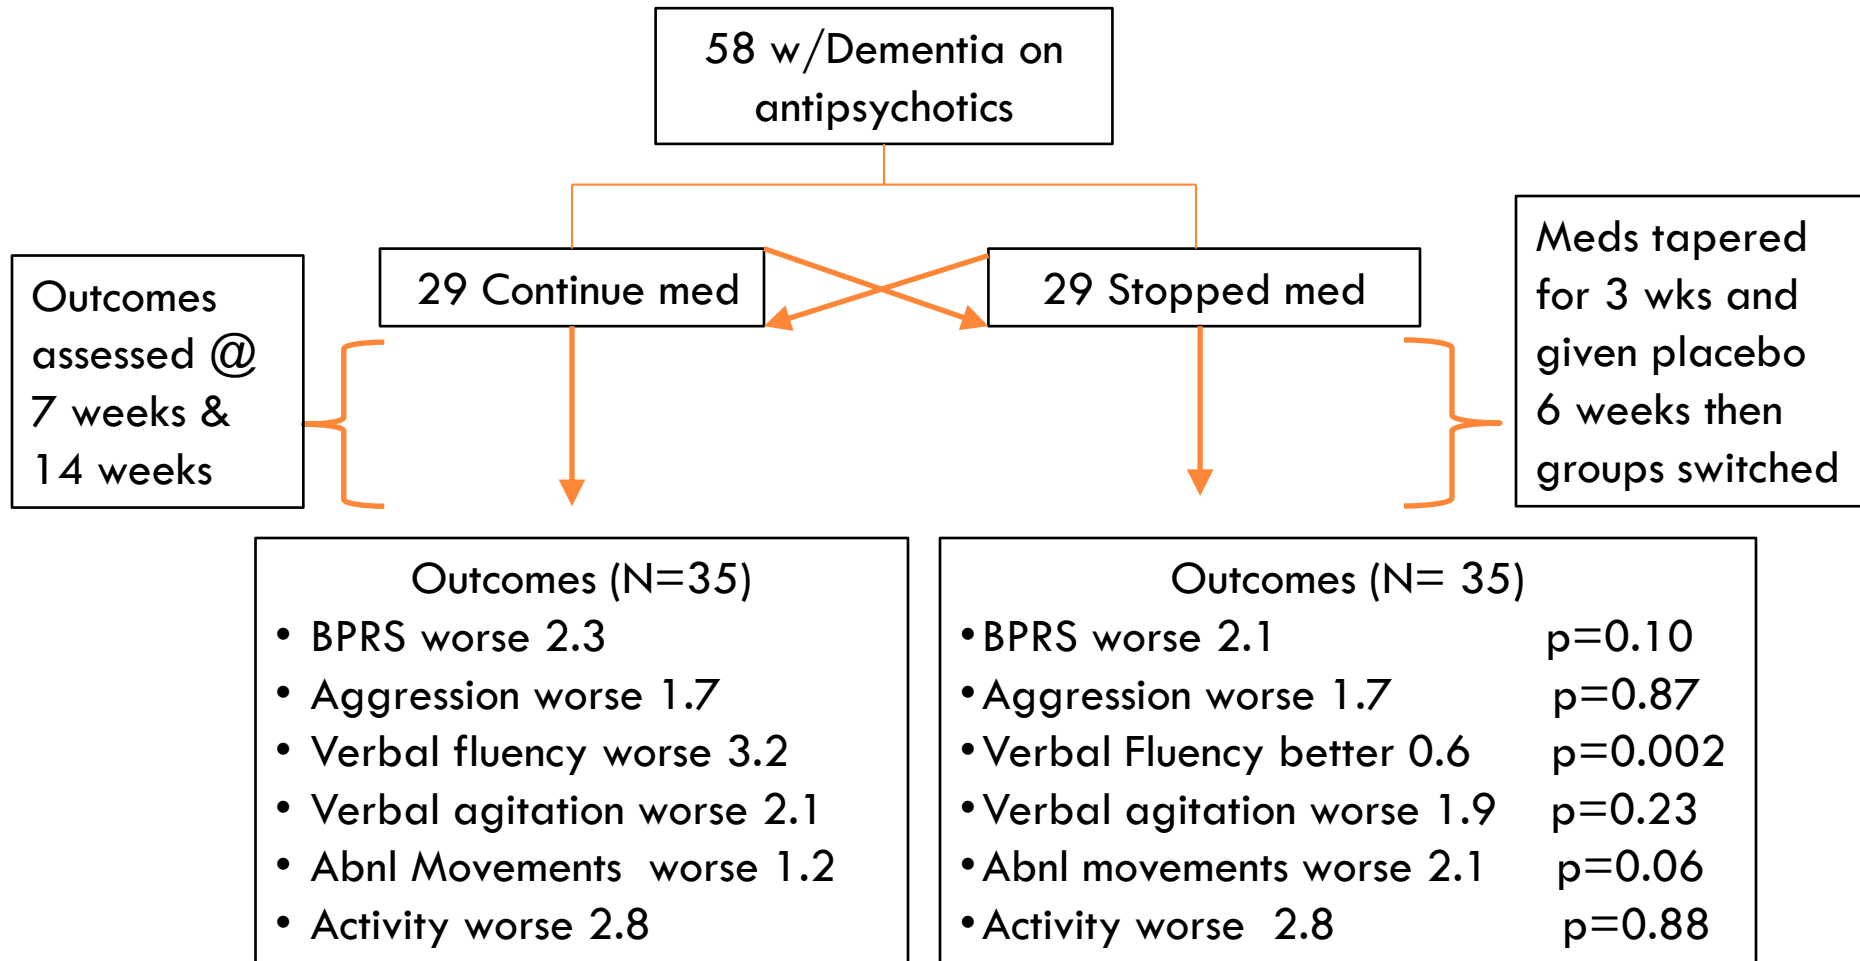 58 w/Dementia on
antipsychotics
29 Continue med
29 Stopped med
Outcomes
assessed @
7 weeks &
14 weeks
Meds tapered
for 3 wks and
given placebo
6 weeks then
groups switched
Outcomes (N=35)
• BPRS worse 2.3
• Aggression worse 1.7
• Verbal fluency worse 3.2
• Verbal agitation worse 2.1
• Abnl Movements worse 1.2
• Activity worse 2.8
Outcomes (N= 35)
• BPRS worse 2.1 p=0.10
• Aggression worse 1.7 p=0.87
• Verbal Fluency better 0.6 p=0.002
• Verbal agitation worse 1.9 p=0.23
• Abnl movements worse 2.1 p=0.06
• Activity worse 2.8 p=0.88